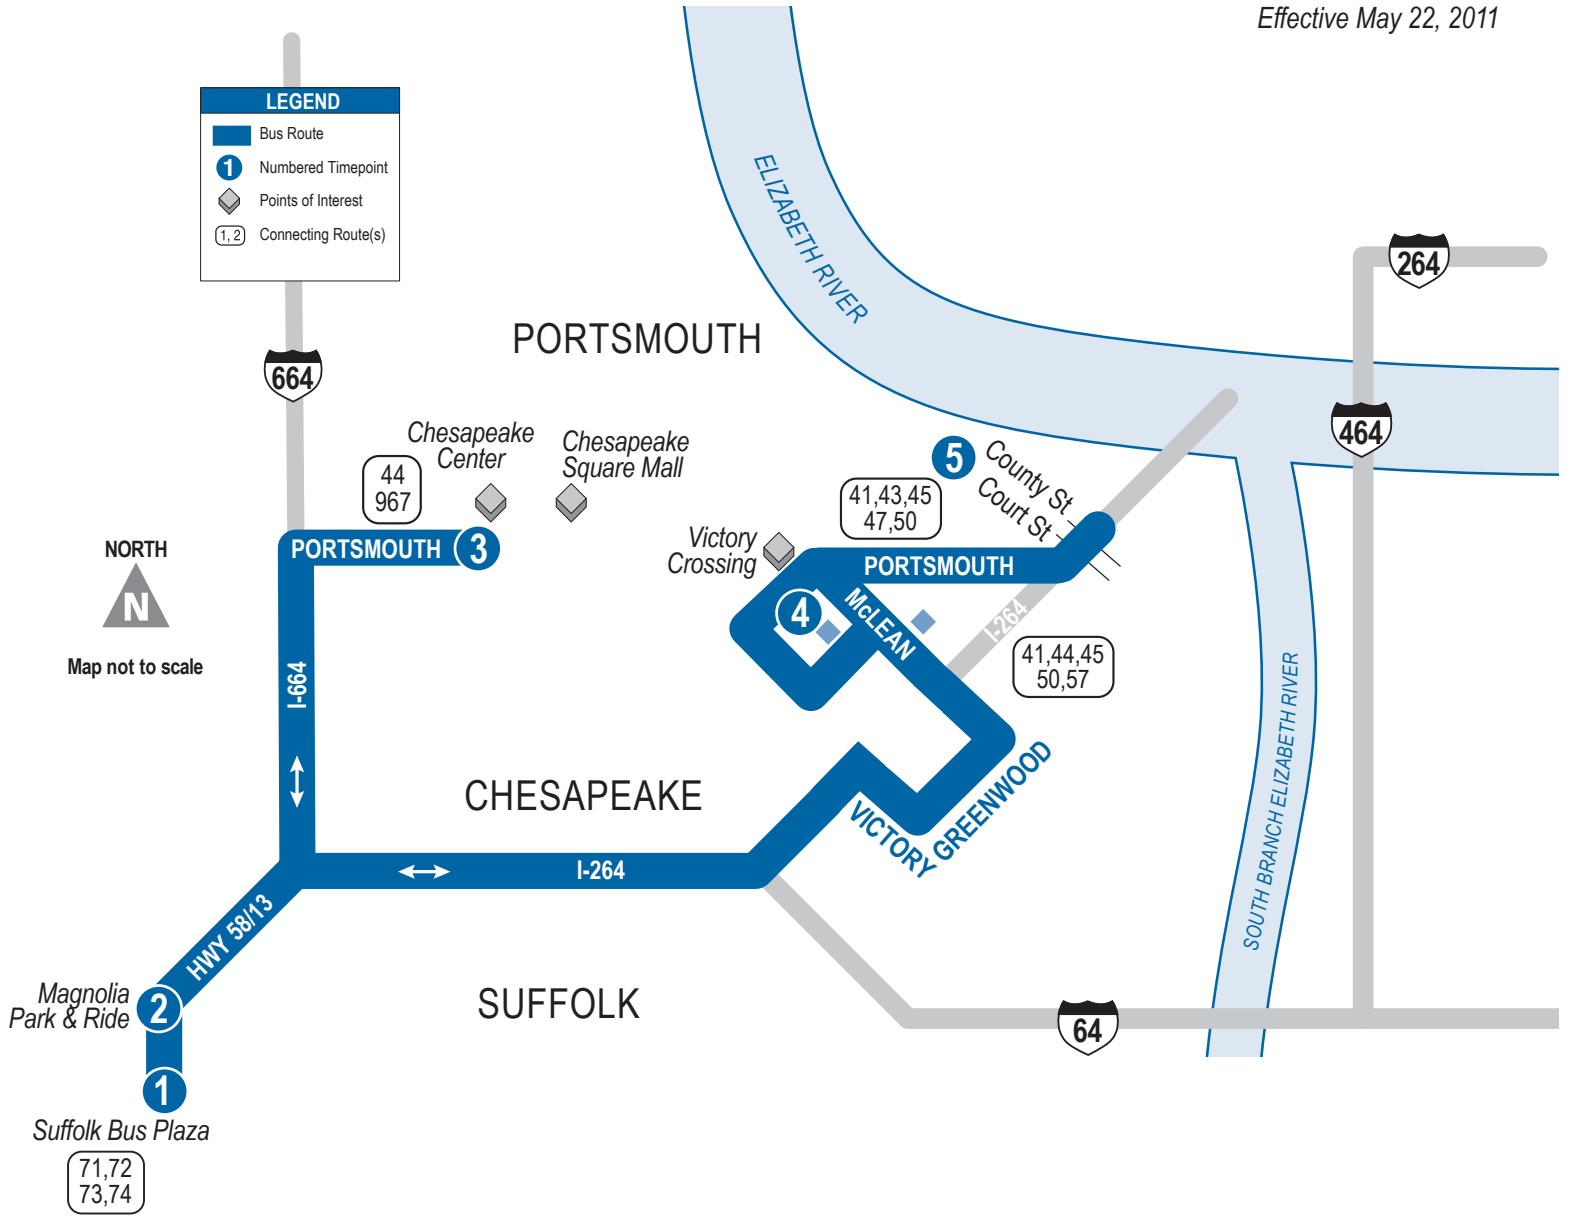 Effective May 22, 2011
LEGEND
Bus Route
1 Numbered Timepoint
Points of Interest
1, 2 Connecting Route(s)
ELIZABETH RIVER
264
PORTSMOUTH
664
464
Chesapeake
Center
Chesapeake
Square Mall
44
967
5
County St
Court St
41,43,45
47,50
Victory
Crossing
NORTH
N
Map not to scale
PORTSMOUTH
3
PORTSMOUTH
4
McLEAN
I-264
41,44,45
50,57
I-664
SOUTH BRANCH ELIZABETH RIVER
CHESAPEAKE
VICTORY
GREENWOOD
I-264
HWY 58/13
Magnolia
Park & Ride
2
SUFFOLK
64
1
Suffolk Bus Plaza
71,72
73,74